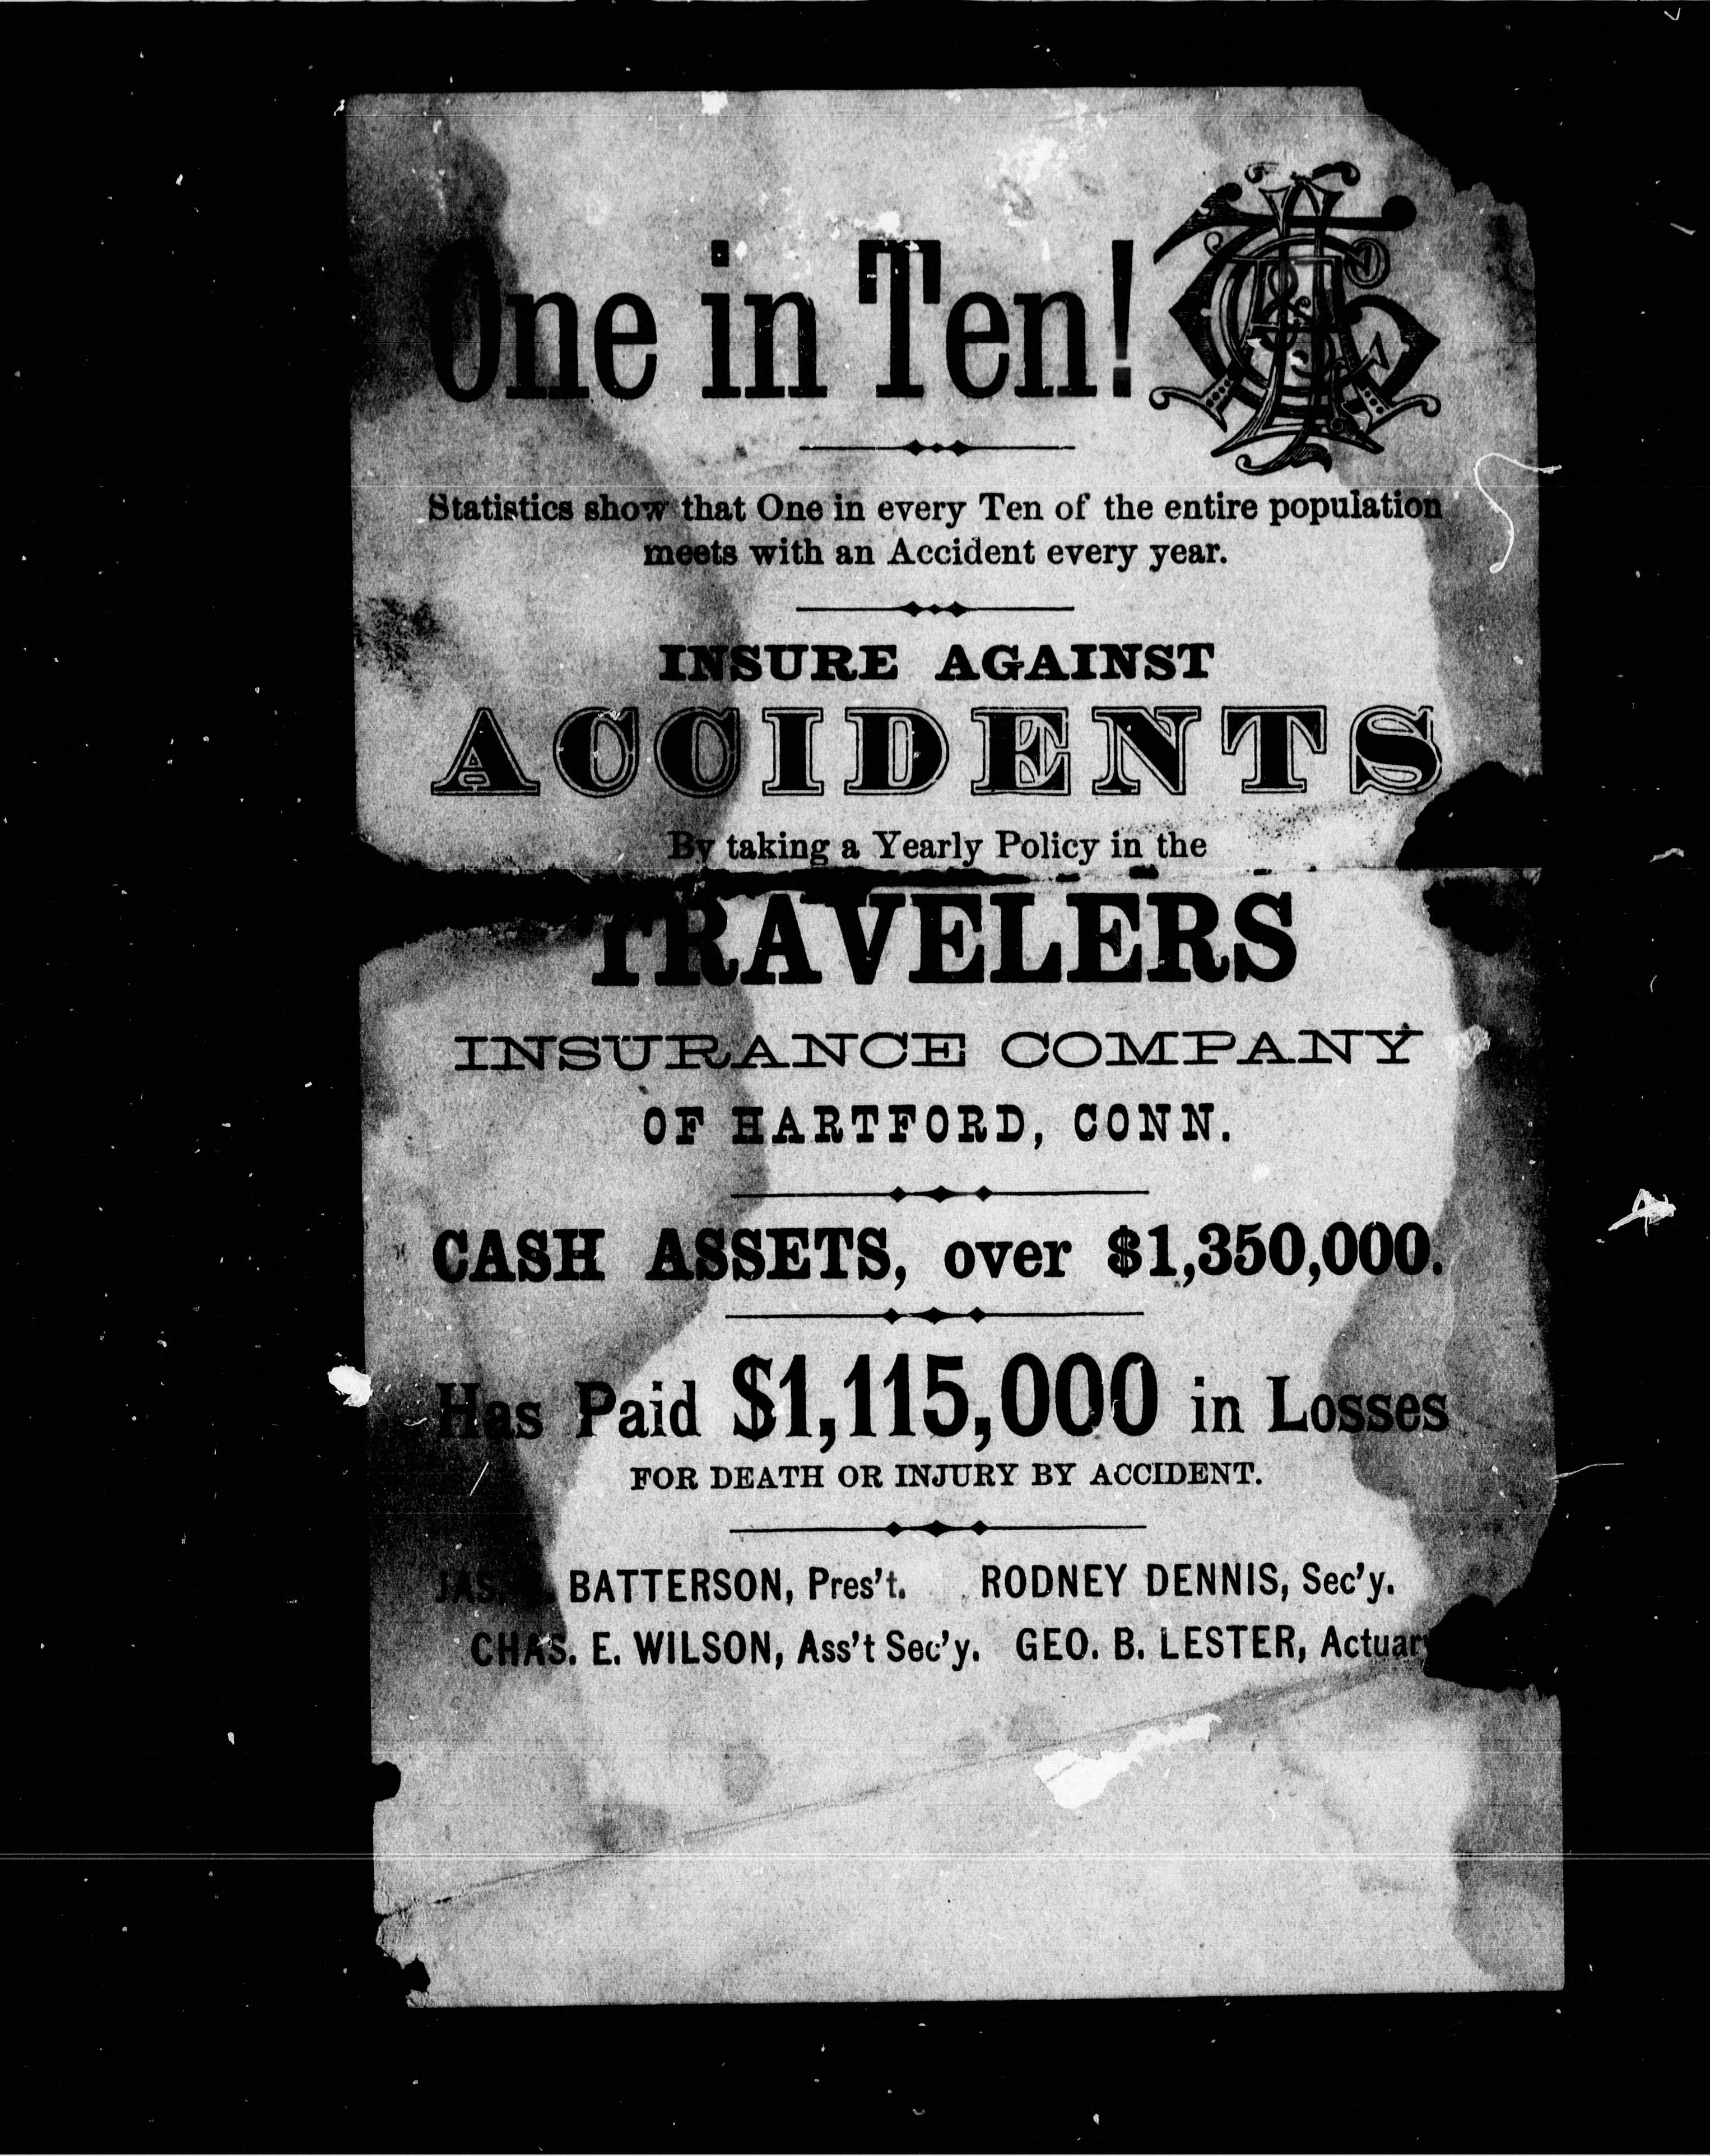 One in Ten!
Statistics show that One in every Ten of the entire population
meets with an Accident every year.
INSURE AGAINST
ACCIDENTS
By taking a Yearly Policy in the
TRAVELERS
INSURANCE COMPANY
OF HARTFORD, CONN.
CASH ASSETS, over $1,350,000.
Has Paid $1,115,000 in Losses
FOR DEATH OR INJURY BY ACCIDENT.
JAS. BATTERSON, Pres't. RODNEY DENNIS, Sec'y.
CHAS. E. WILSON, Ass't Sec'y. GEO. B. LESTER, Actuary